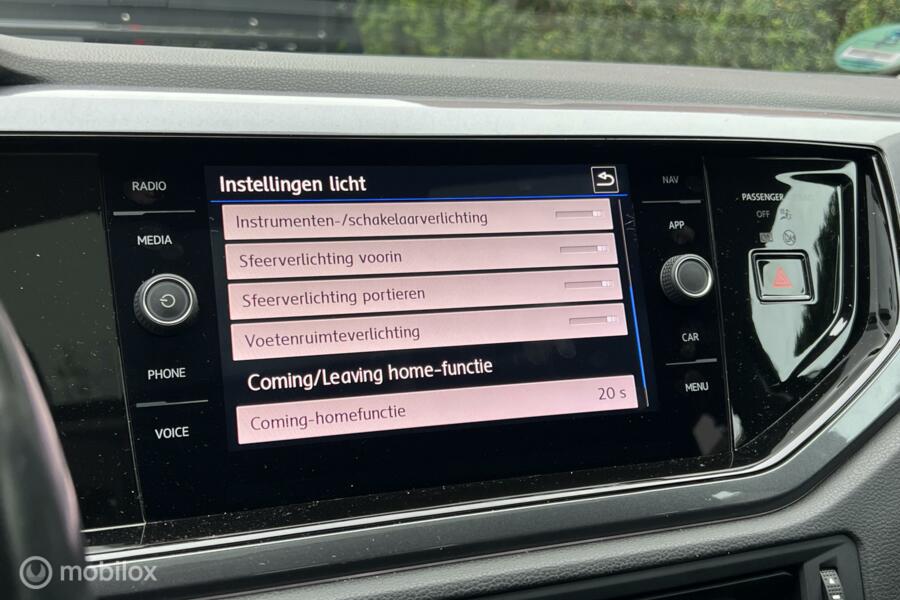 RADIO
MEDIA
PHONE
VOICE
Instellingen licht
Instrumenten-/schakelaarverlichting
Sfeerverlichting voorin
Sfeerverlichting portieren
Voetenruimteverlichting
Coming/Leaving home-functie
Coming-homefunctie 20 s
NAV
APP
CAR
MENU
PASSENGER
OFF
mobilox